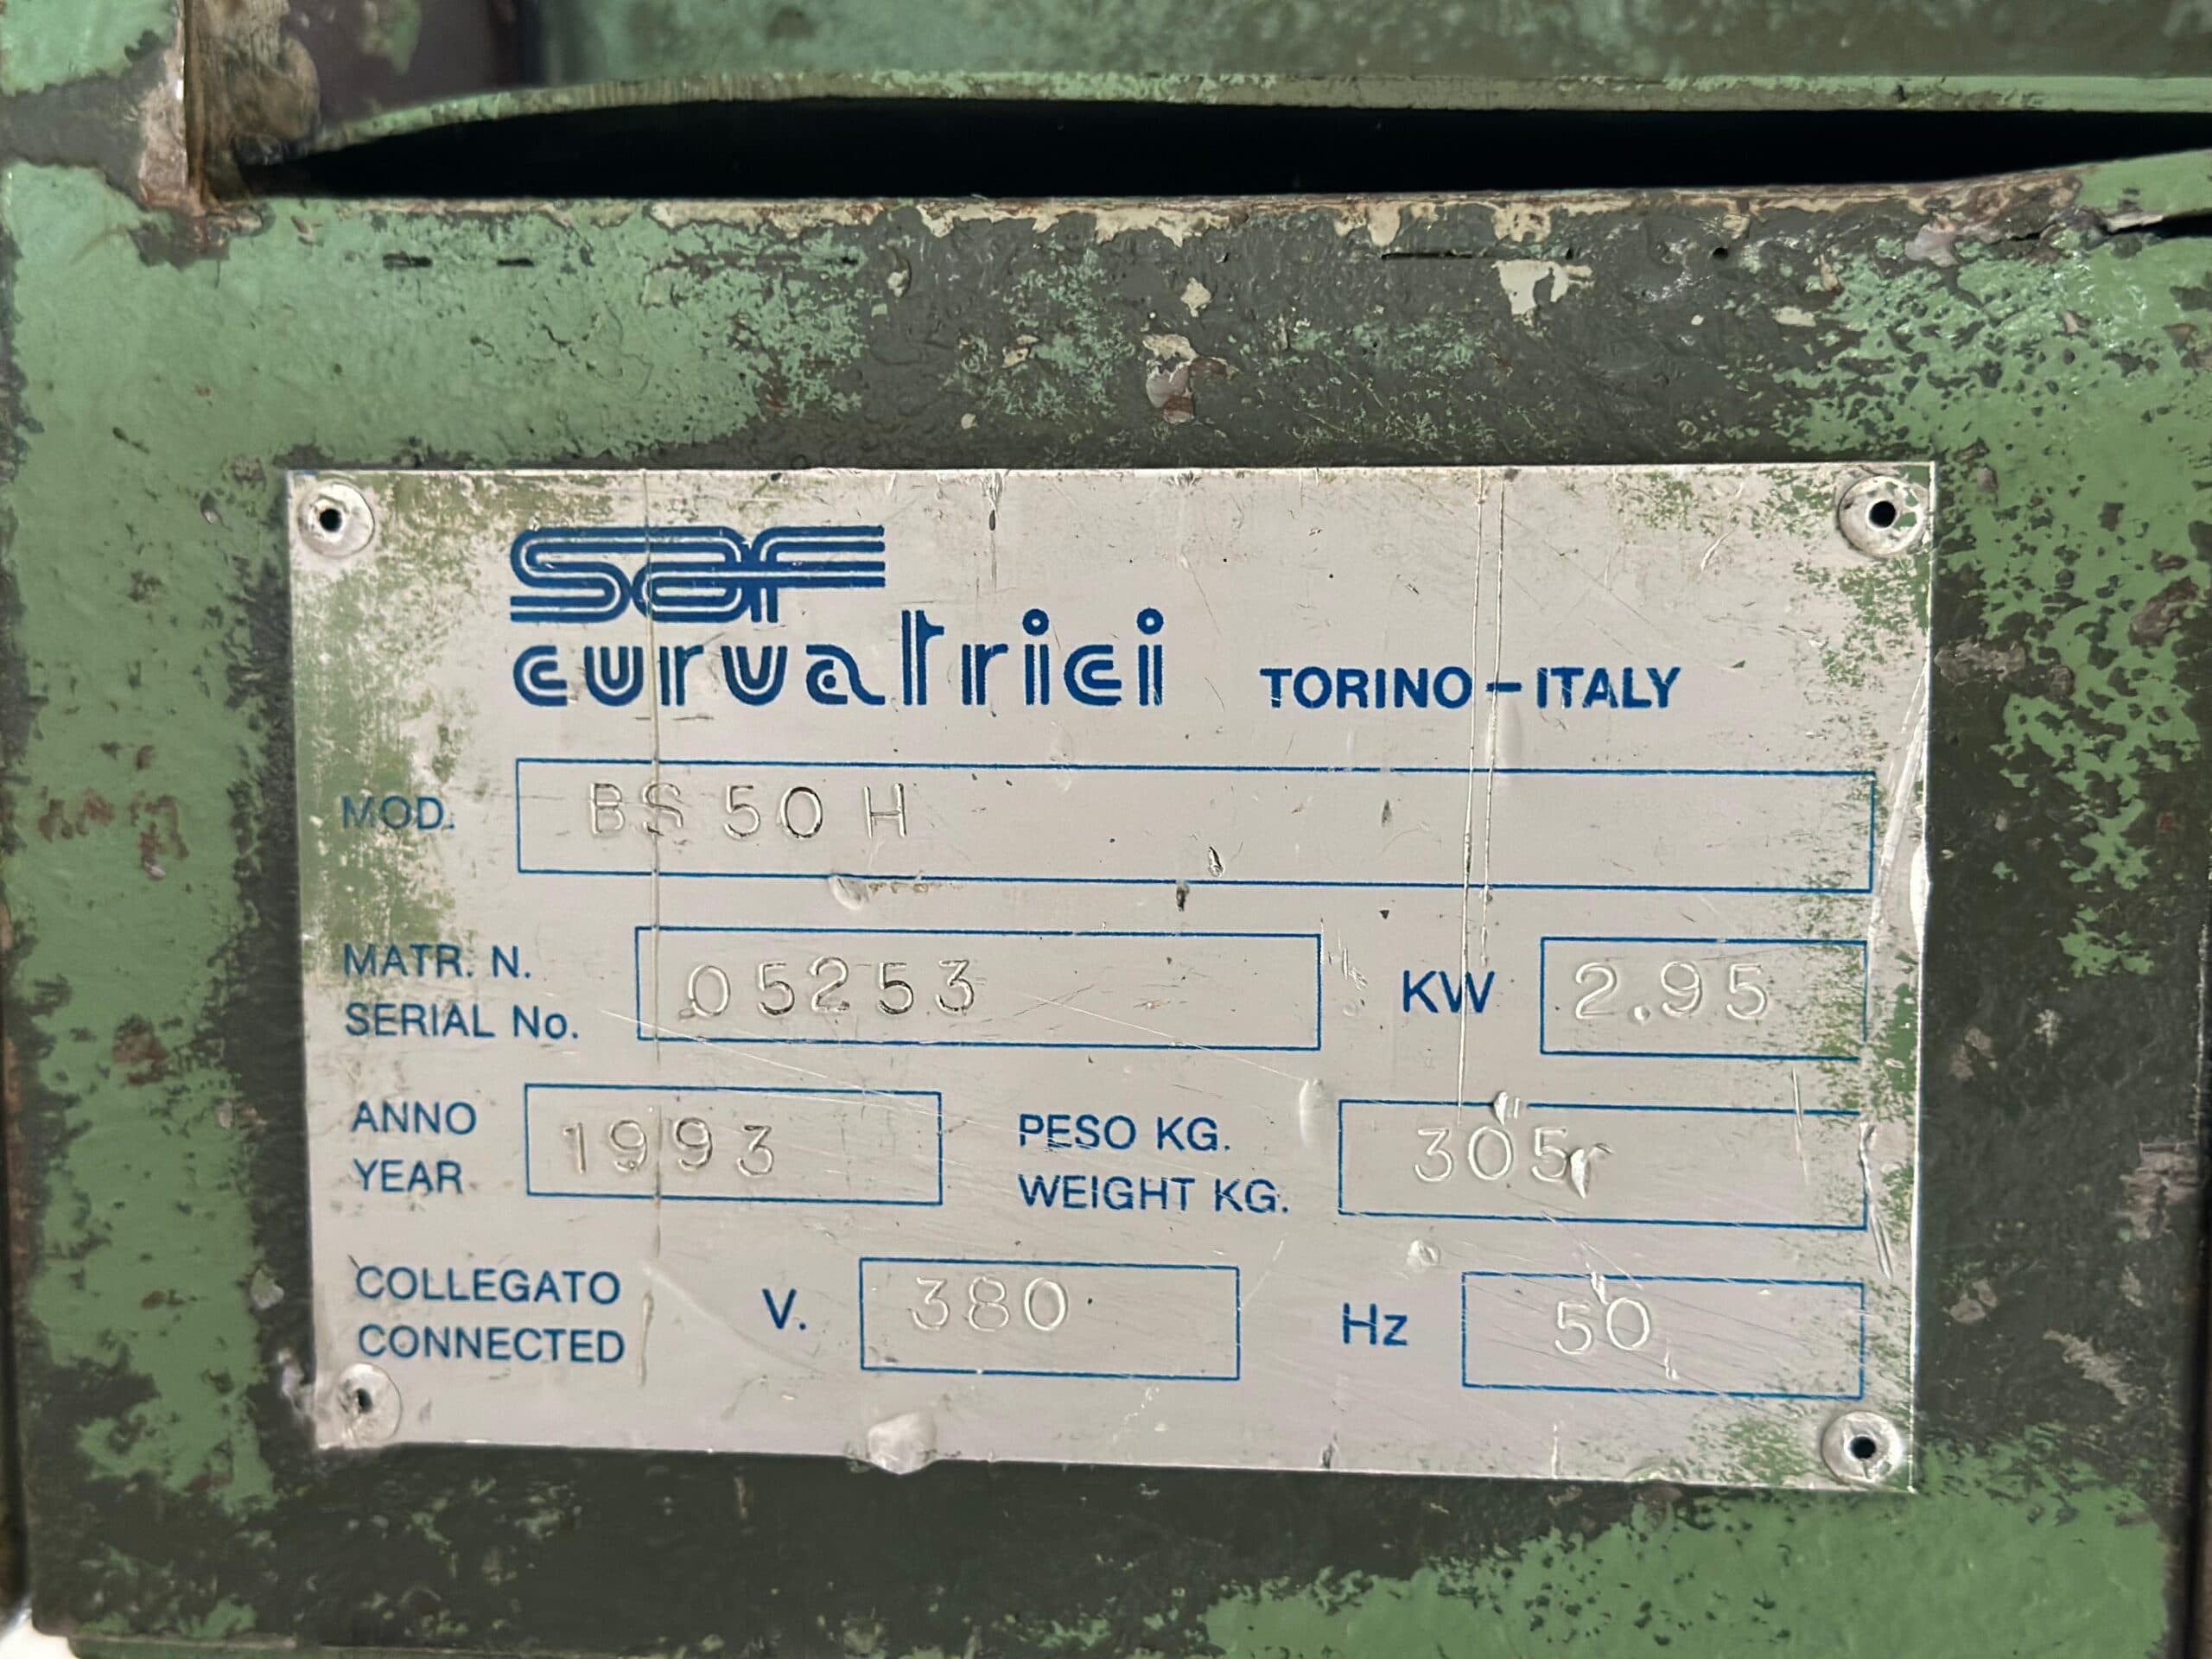 saf
curvatrici TORINO – ITALY
MOD. BS 50 H
MATR. N.
SERIAL No. 05253 KW 2.95
ANNO
YEAR 1993 PESO KG.
WEIGHT KG. 305
COLLEGATO
CONNECTED V. 380 Hz 50